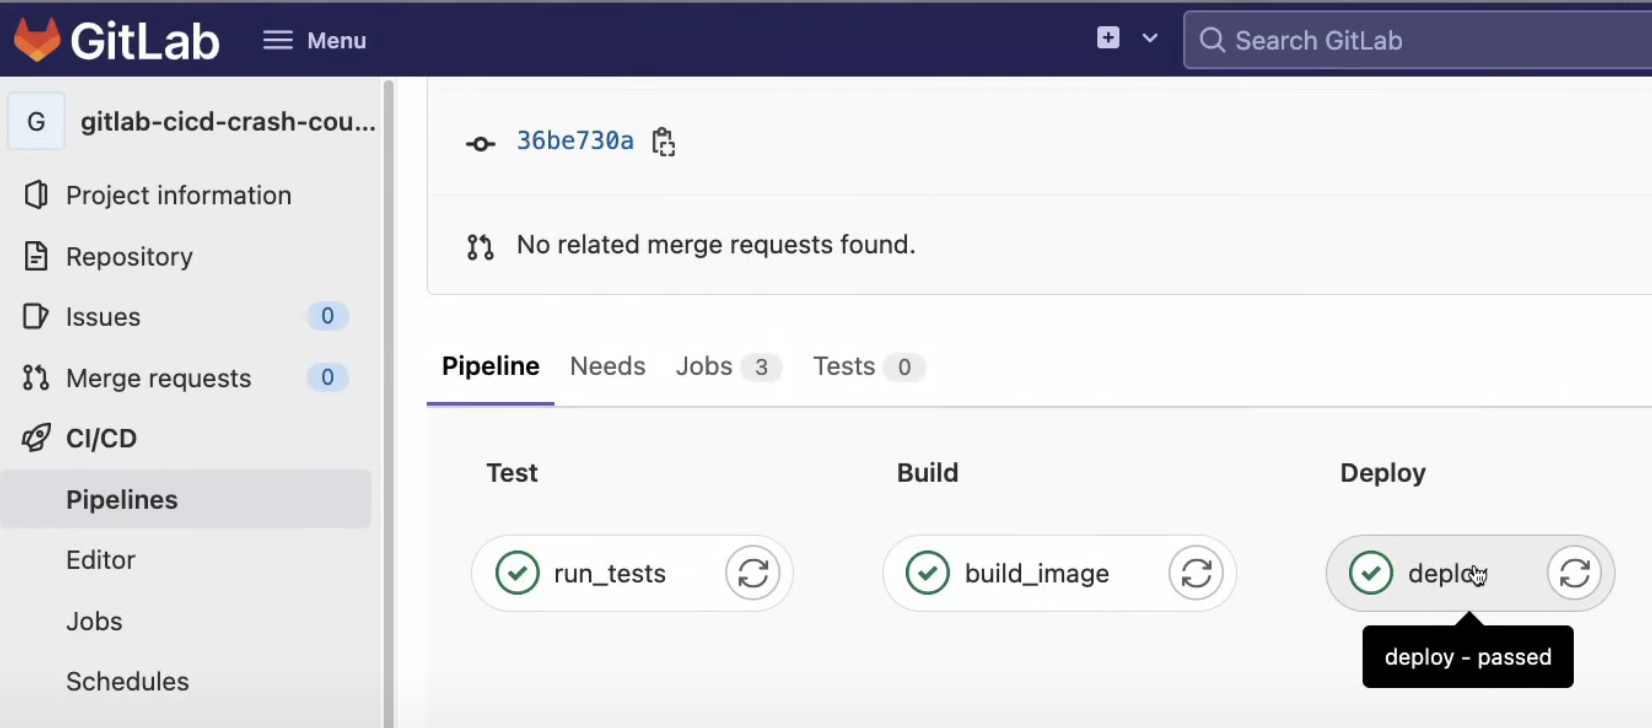 GitLab
Menu
Search GitLab
G
gitlab-cicd-crash-cou...
Project information
Repository
Issues 0
Merge requests 0
CI/CD
Pipelines
Editor
Jobs
Schedules
36be730a
No related merge requests found.
Pipeline Needs Jobs 3 Tests 0
Test Build Deploy
run_tests build_image deploy
deploy - passed